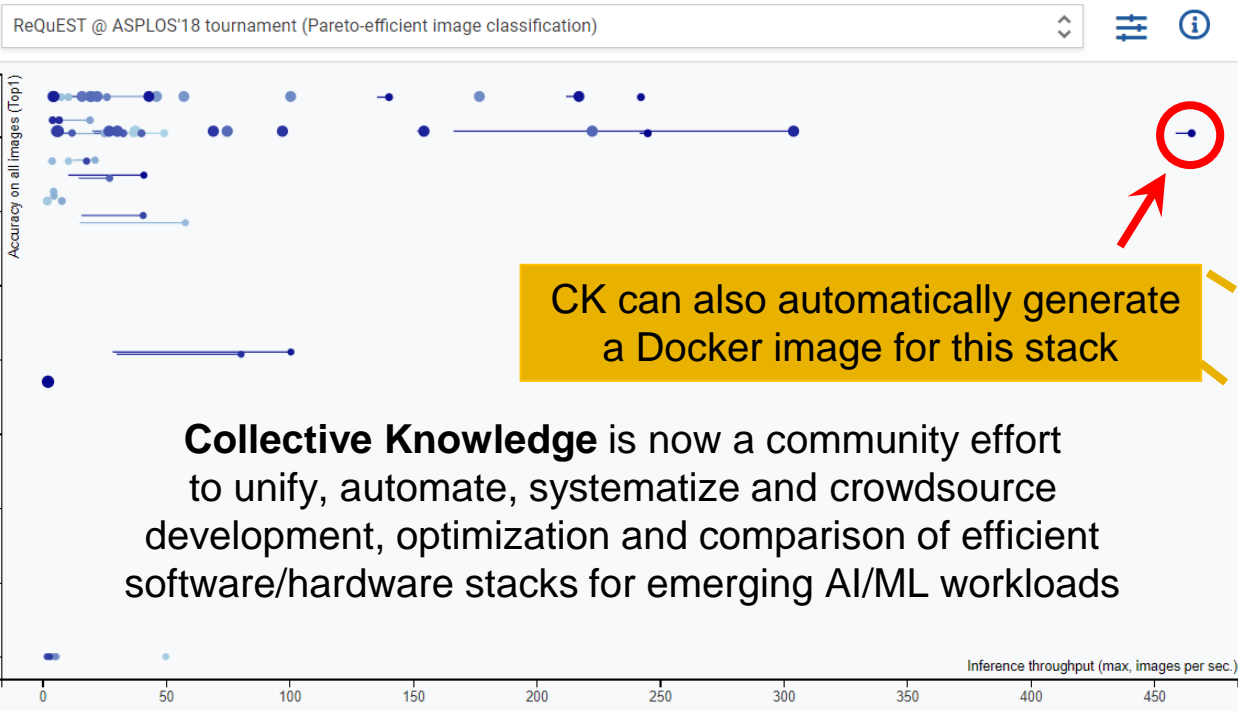 ReQuEST @ ASPLOS'18 tournament (Pareto-efficient image classification)
Accuracy on all images (Top1)
CK can also automatically generate
a Docker image for this stack
Collective Knowledge is now a community effort
to unify, automate, systematize and crowdsource
development, optimization and comparison of efficient
software/hardware stacks for emerging AI/ML workloads
Inference throughput (max, images per sec.)
0 50 100 150 200 250 300 350 400 450